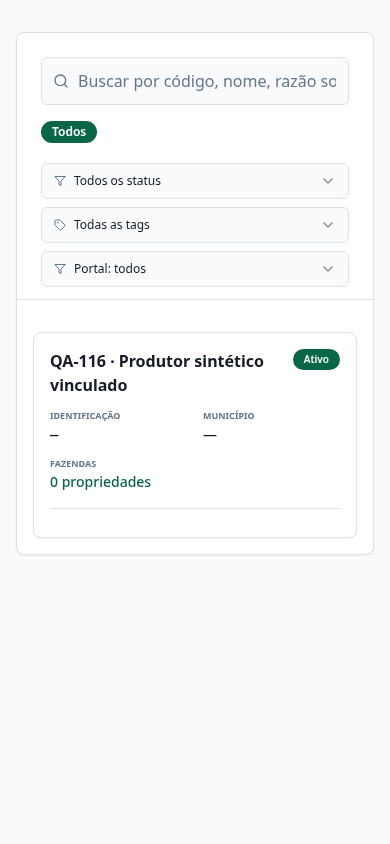 Buscar por código, nome, razão so
Todos
Todos os status
Todas as tags
Portal: todos
QA-116 · Produtor sintético
vinculado
Ativo
IDENTIFICAÇÃO
MUNICÍPIO
—
—
FAZENDAS
0 propriedades